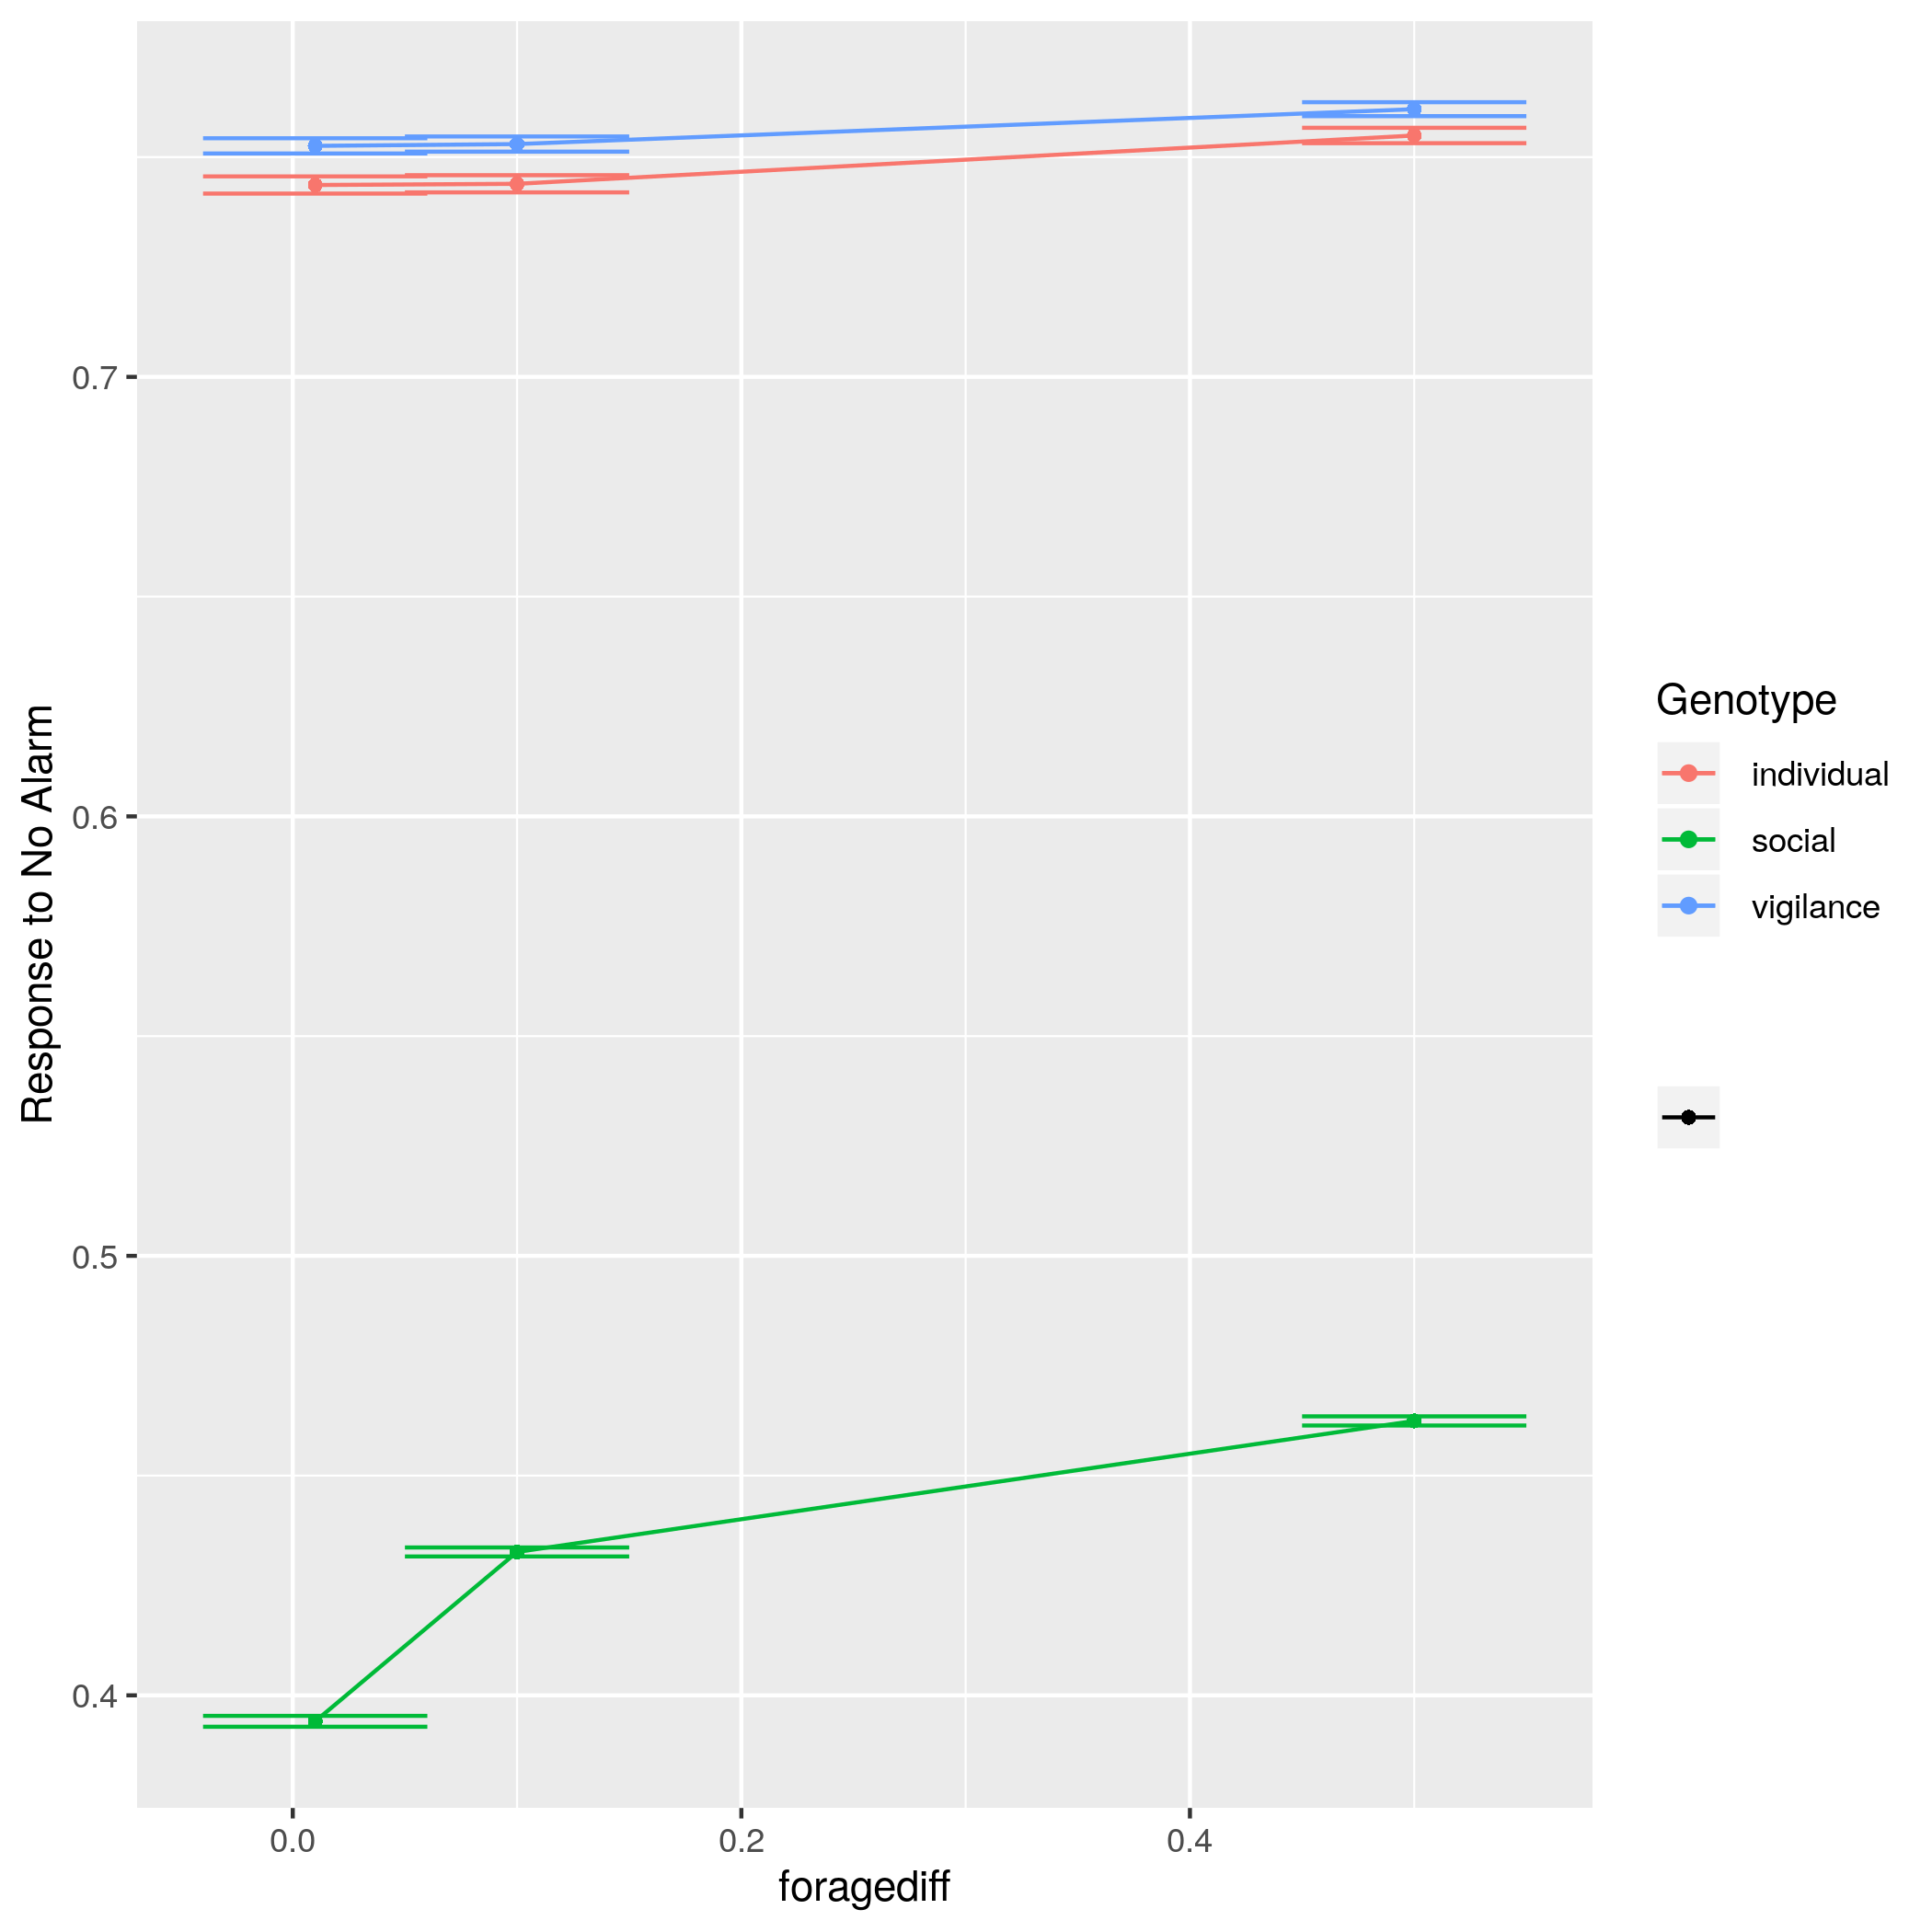 Response to No Alarm
0.7
0.6
0.5
0.4
0.0
0.2
0.4
foragediff
Genotype
individual
social
vigilance